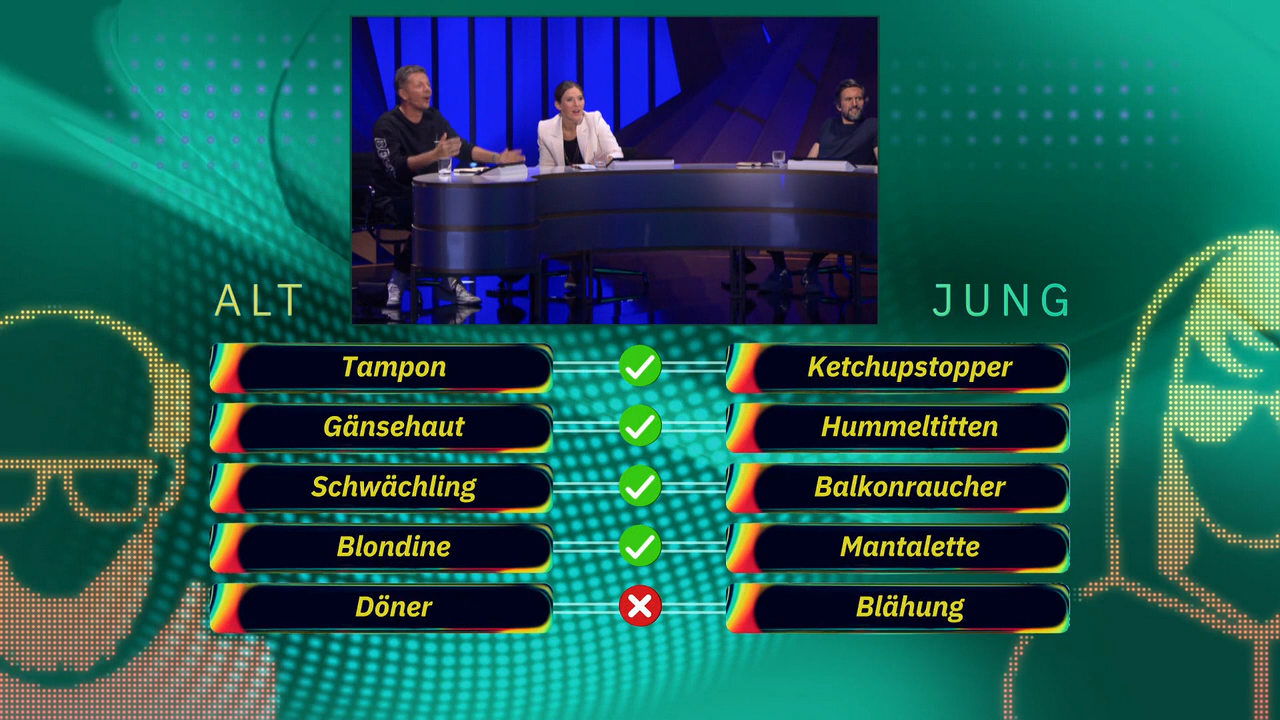 ALT
JUNG
Tampon
Ketchupstopper
Gänsehaut
Hummeltitten
Schwächling
Balkonraucher
Blondine
Mantalette
Döner
Blähung